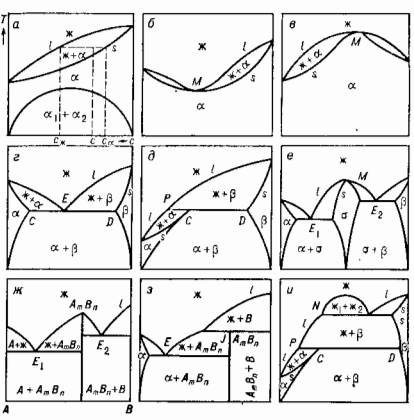 T а ж l ж+α s α α₁+α₂ cж c cα → c
б ж M l ж+α s α
в ж M l ж+α s α
г ж l ж+α E ж+β s α C D β α+β
д ж l P ж+β l ж+α s C D β α+β
е ж M l s α E₁ σ E₂ β α+σ σ+β
ж ж AₘBₙ l A+ж E₁ ж+AₘBₙ E₂ A+AₘBₙ AₘBₙ+B
з ж l ж+B J AₘBₙ E ж+AₘBₙ α α+AₘBₙ AₘBₙ+B
и ж N ж₁+ж₂ l s ж+β l P C ж+α α s D β α+β
A B